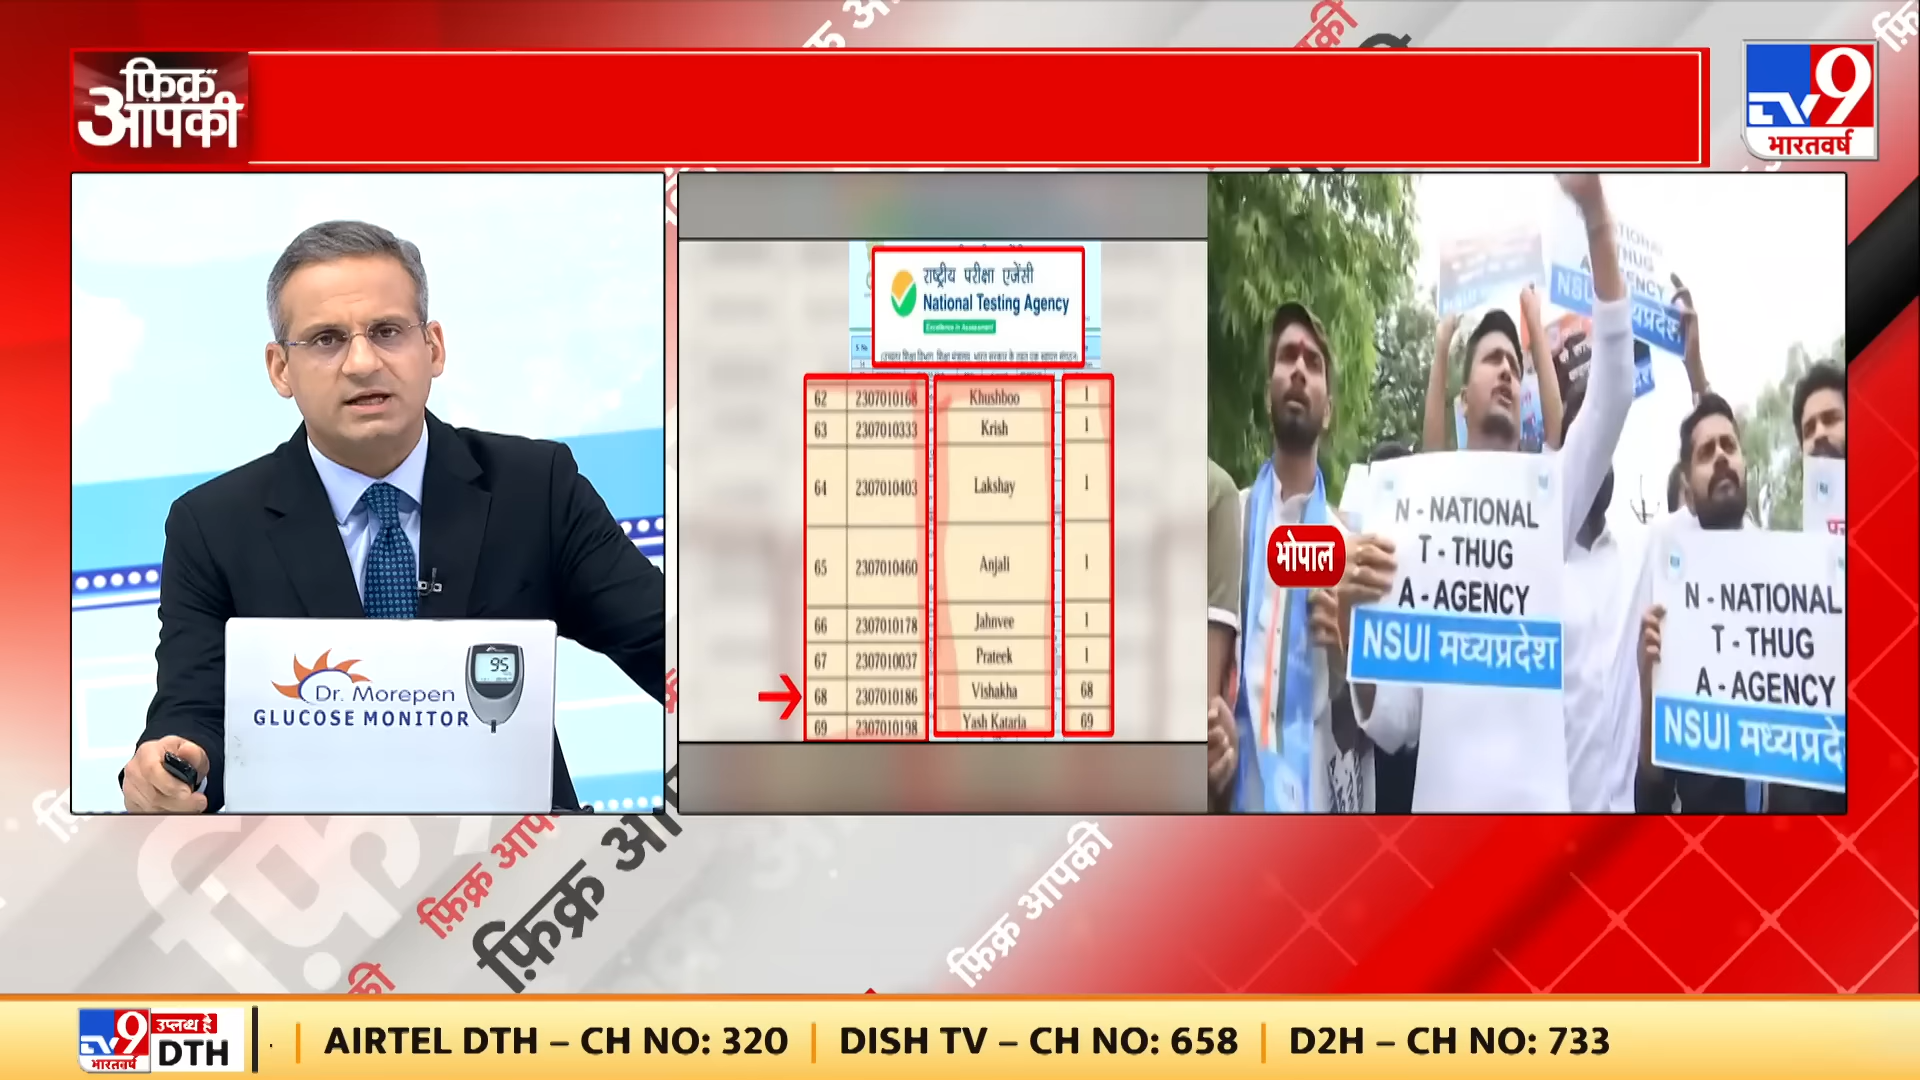 फ़िक्र
आपकी
TV9
भारतवर्ष
राष्ट्रीय परीक्षा एजेंसी
National Testing Agency
Excellence in Assessment
62 2307010168 Khushboo 1
63 2307010333 Krish 1
64 2307010403 Lakshay 1
65 2307010460 Anjali 1
66 2307010178 Jahnvee 1
67 2307010037 Prateek 1
68 2307010186 Vishakha 68
69 2307010198 Yash Kataria 69
भोपाल
N - NATIONAL
T - THUG
A - AGENCY
NSUI मध्यप्रदेश
N - NATIONAL
T - THUG
A - AGENCY
NSUI मध्यप्रदे
95
Dr. Morepen
GLUCOSE MONITOR
फ़िक्र आपकी
TV9 भारतवर्ष उपलब्ध है DTH
AIRTEL DTH – CH NO: 320 | DISH TV – CH NO: 658 | D2H – CH NO: 733